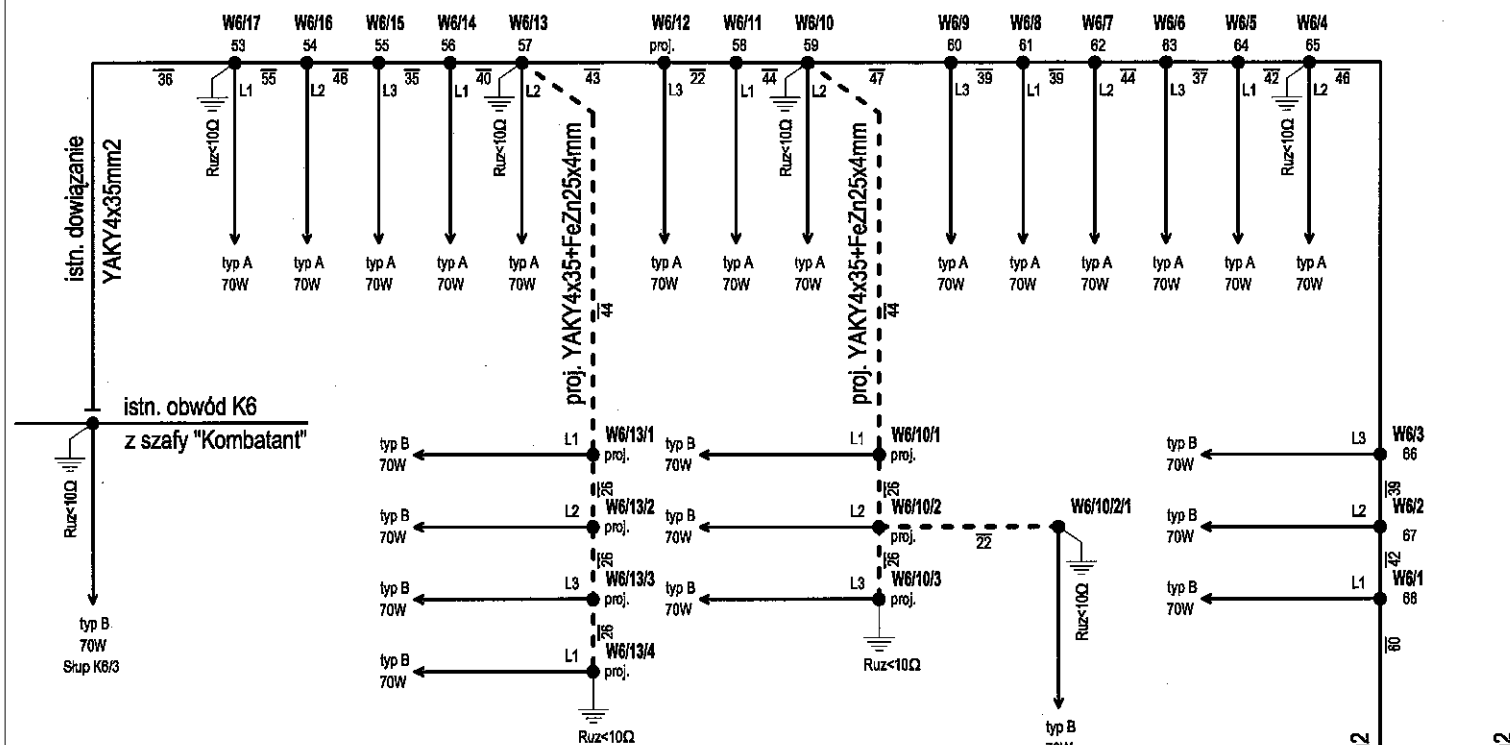 W6/17 W6/16 W6/15 W6/14 W6/13 W6/12 W6/11 W6/10 W6/9 W6/8 W6/7 W6/6 W6/5 W6/4
53 54 55 56 57 proj. 58 59 60 61 62 63 64 65
36 55 46 35 40 43 22 44 47 39 39 44 37 42 46
L1 L2 L3 L1 L2 L3 L1 L2 L3 L1 L2 L3 L1 L2
Ruz<10Ω Ruz<10Ω Ruz<10Ω Ruz<10Ω
istn. dowiązanie
YAKY4x35mm2
proj. YAKY4x35+FeZn25x4mm
44
proj. YAKY4x35+FeZn25x4mm
44
typ A typ A typ A typ A typ A typ A typ A typ A typ A typ A typ A typ A typ A typ A
70W 70W 70W 70W 70W 70W 70W 70W 70W 70W 70W 70W 70W 70W
istn. obwód K6
z szafy "Kombatant"
Ruz<10Ω
typ B
70W
Słup K6/3
typ B
70W
L1 W6/13/1
proj.
26
typ B
70W
L2 W6/13/2
proj.
26
typ B
70W
L3 W6/13/3
proj.
26
typ B
70W
L1 W6/13/4
proj.
Ruz<10Ω
typ B
70W
L1 W6/10/1
proj.
26
typ B
70W
L2 W6/10/2
proj.
26
typ B
70W
L3 W6/10/3
proj.
Ruz<10Ω
22
W6/10/2/1
Ruz<10Ω
typ B
70W
typ B
70W
L3 W6/3
66
39
typ B
70W
L2 W6/2
67
42
typ B
70W
L1 W6/1
68
60
2
2